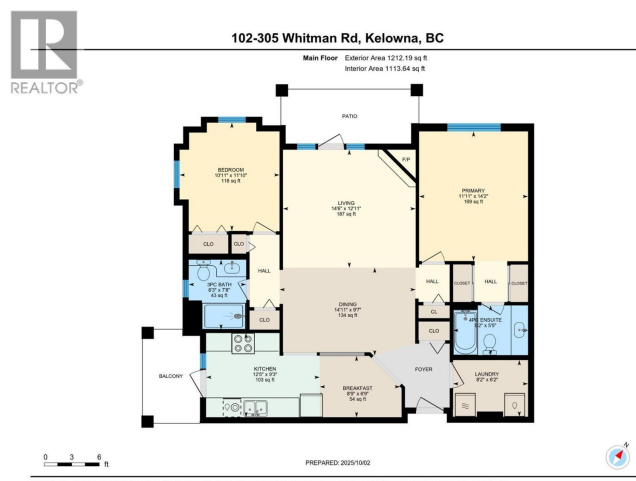 102-305 Whitman Rd, Kelowna, BC
Main Floor Exterior Area 1212.19 sq ft
Interior Area 1113.64 sq ft
REALTOR®
PATIO
F/P
BEDROOM
10'11" x 11'10"
118 sq ft
LIVING
14'8" x 12'11"
187 sq ft
PRIMARY
11'11" x 14'2"
169 sq ft
CLO
CLO
HALL
3PC BATH
6'3" x 7'8"
43 sq ft
CLO
DINING
14'11" x 9'7"
134 sq ft
HALL
CLOSET
HALL
CLOSET
CL
CLO
4PC ENSUITE
5'5"
BALCONY
KITCHEN
12'5" x 9'3"
103 sq ft
BREAKFAST
8'9" x 6'9"
54 sq ft
FOYER
LAUNDRY
8'2" x 6'2"
0 3 6
ft
PREPARED: 2025/10/02
N